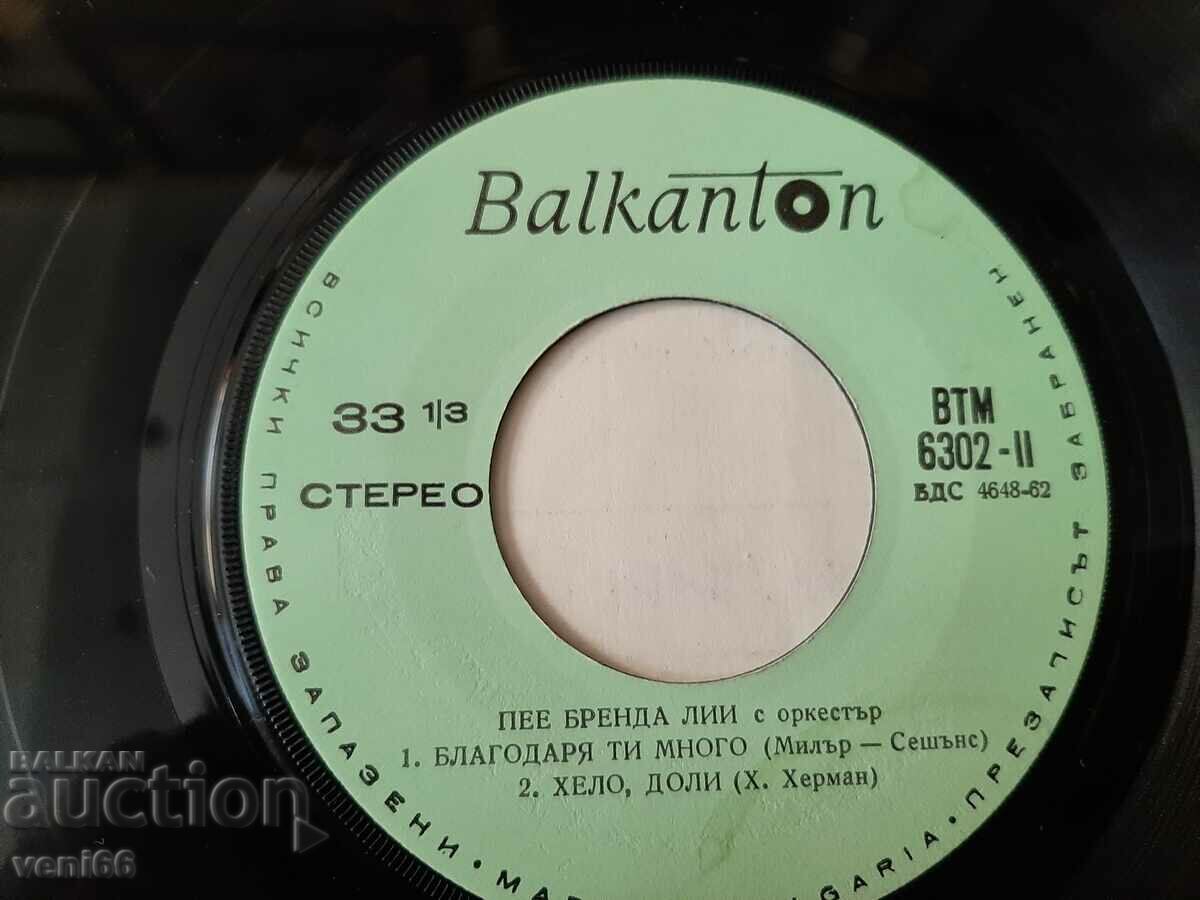 Balkanton
33 1/3
СТЕРЕО
ВТМ
6302-II
БДС 4648-62
ПЕЕ БРЕНДА ЛИИ с оркестър
1. БЛАГОДАРЯ ТИ МНОГО (Милър — Сешънс)
2. ХЕЛО, ДОЛИ (Х. Херман)
ВСИЧКИ ПРАВА ЗАПАЗЕНИ • • ПРЕЗАПИСЪТ ЗАБРАНЕН
BALKAN
auction
veni66